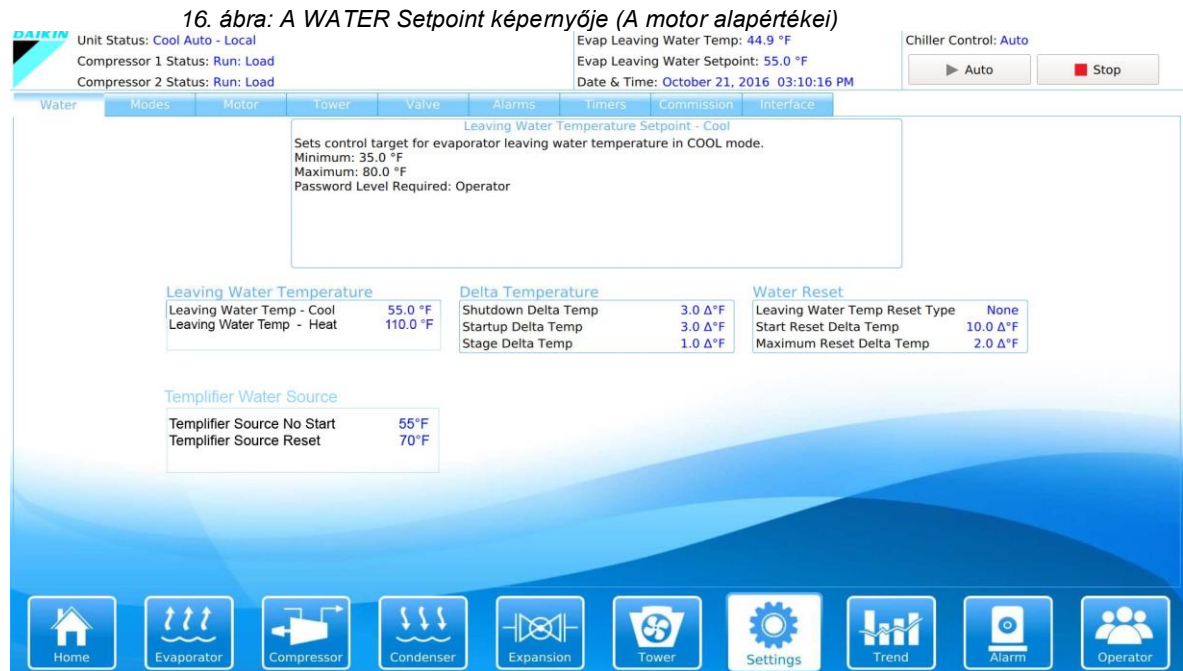 16. ábra: A WATER Setpoint képernyője (A motor alapértékei)
DAIKIN
Unit Status: Cool Auto - Local
Compressor 1 Status: Run: Load
Compressor 2 Status: Run: Load
Evap Leaving Water Temp: 44.9 °F
Evap Leaving Water Setpoint: 55.0 °F
Date & Time: October 21, 2016 03:10:16 PM
Chiller Control: Auto
Auto
Stop
Water Modes Motor Tower Valve Alarms Timers Commission Interface
Leaving Water Temperature Setpoint - Cool
Sets control target for evaporator leaving water temperature in COOL mode.
Minimum: 35.0 °F
Maximum: 80.0 °F
Password Level Required: Operator
Leaving Water Temperature
Leaving Water Temp - Cool 55.0 °F
Leaving Water Temp - Heat 110.0 °F
Delta Temperature
Shutdown Delta Temp 3.0 Δ°F
Startup Delta Temp 3.0 Δ°F
Stage Delta Temp 1.0 Δ°F
Water Reset
Leaving Water Temp Reset Type None
Start Reset Delta Temp 10.0 Δ°F
Maximum Reset Delta Temp 2.0 Δ°F
Templifier Water Source
Templifier Source No Start 55°F
Templifier Source Reset 70°F
Home Evaporator Compressor Condenser Expansion Tower Settings Trend Alarm Operator